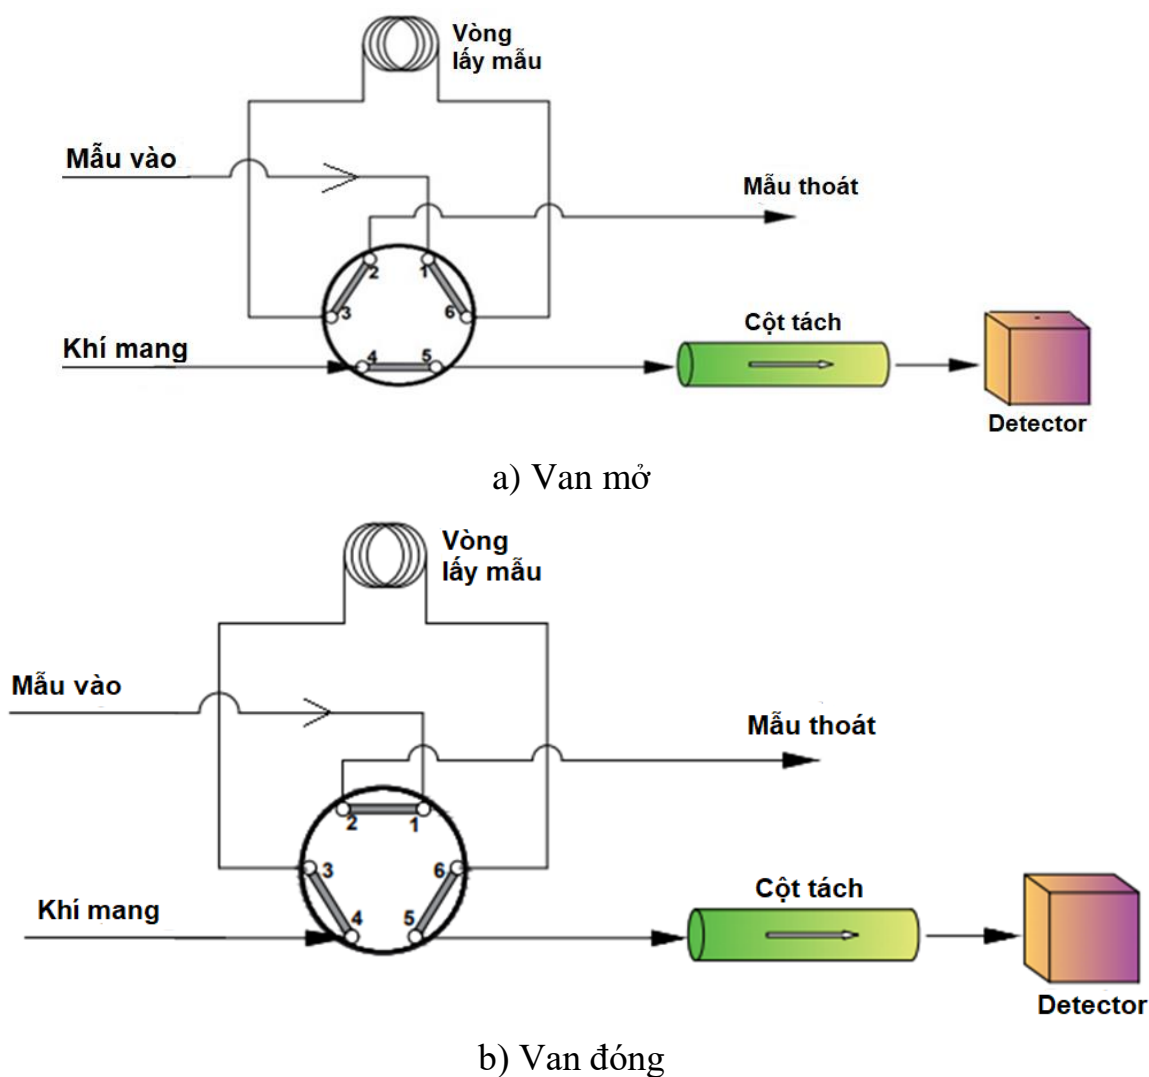 Vòng
lấy mẫu
Mẫu vào
Mẫu thoát
2
1
3
6
Cột tách
Khí mang
4
5
Detector
a) Van mở
Vòng
lấy mẫu
Mẫu vào
Mẫu thoát
2
1
3
6
Cột tách
Khí mang
4
5
Detector
b) Van đóng